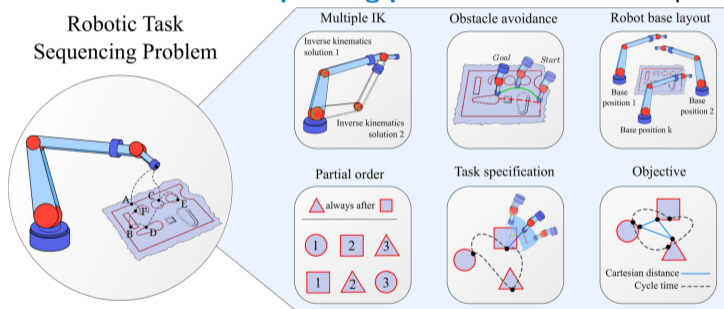 Robotic Task
Sequencing Problem
A
B
C
D
E
F
Multiple IK
Inverse kinematics
solution 1
Inverse kinematics
solution 2
Obstacle avoidance
Goal
Start
Robot base layout
Base
position 1
Base
position 2
Base position k
Partial order
always after
1
2
3
1
2
3
Task specification
Objective
Cartesian distance
Cycle time